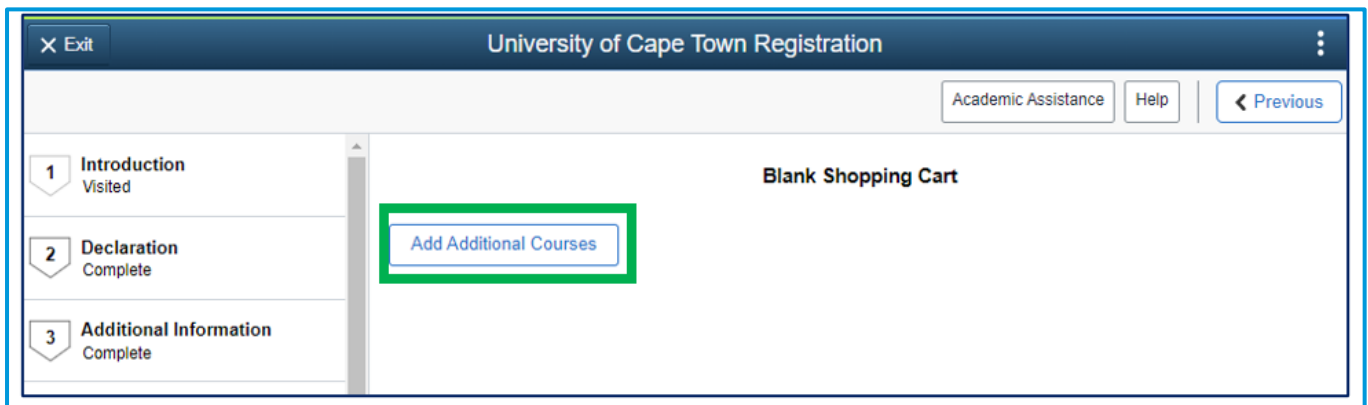 Exit
University of Cape Town Registration
Academic Assistance
Help
Previous
1
Introduction
Visited
2
Declaration
Complete
3
Additional Information
Complete
Blank Shopping Cart
Add Additional Courses